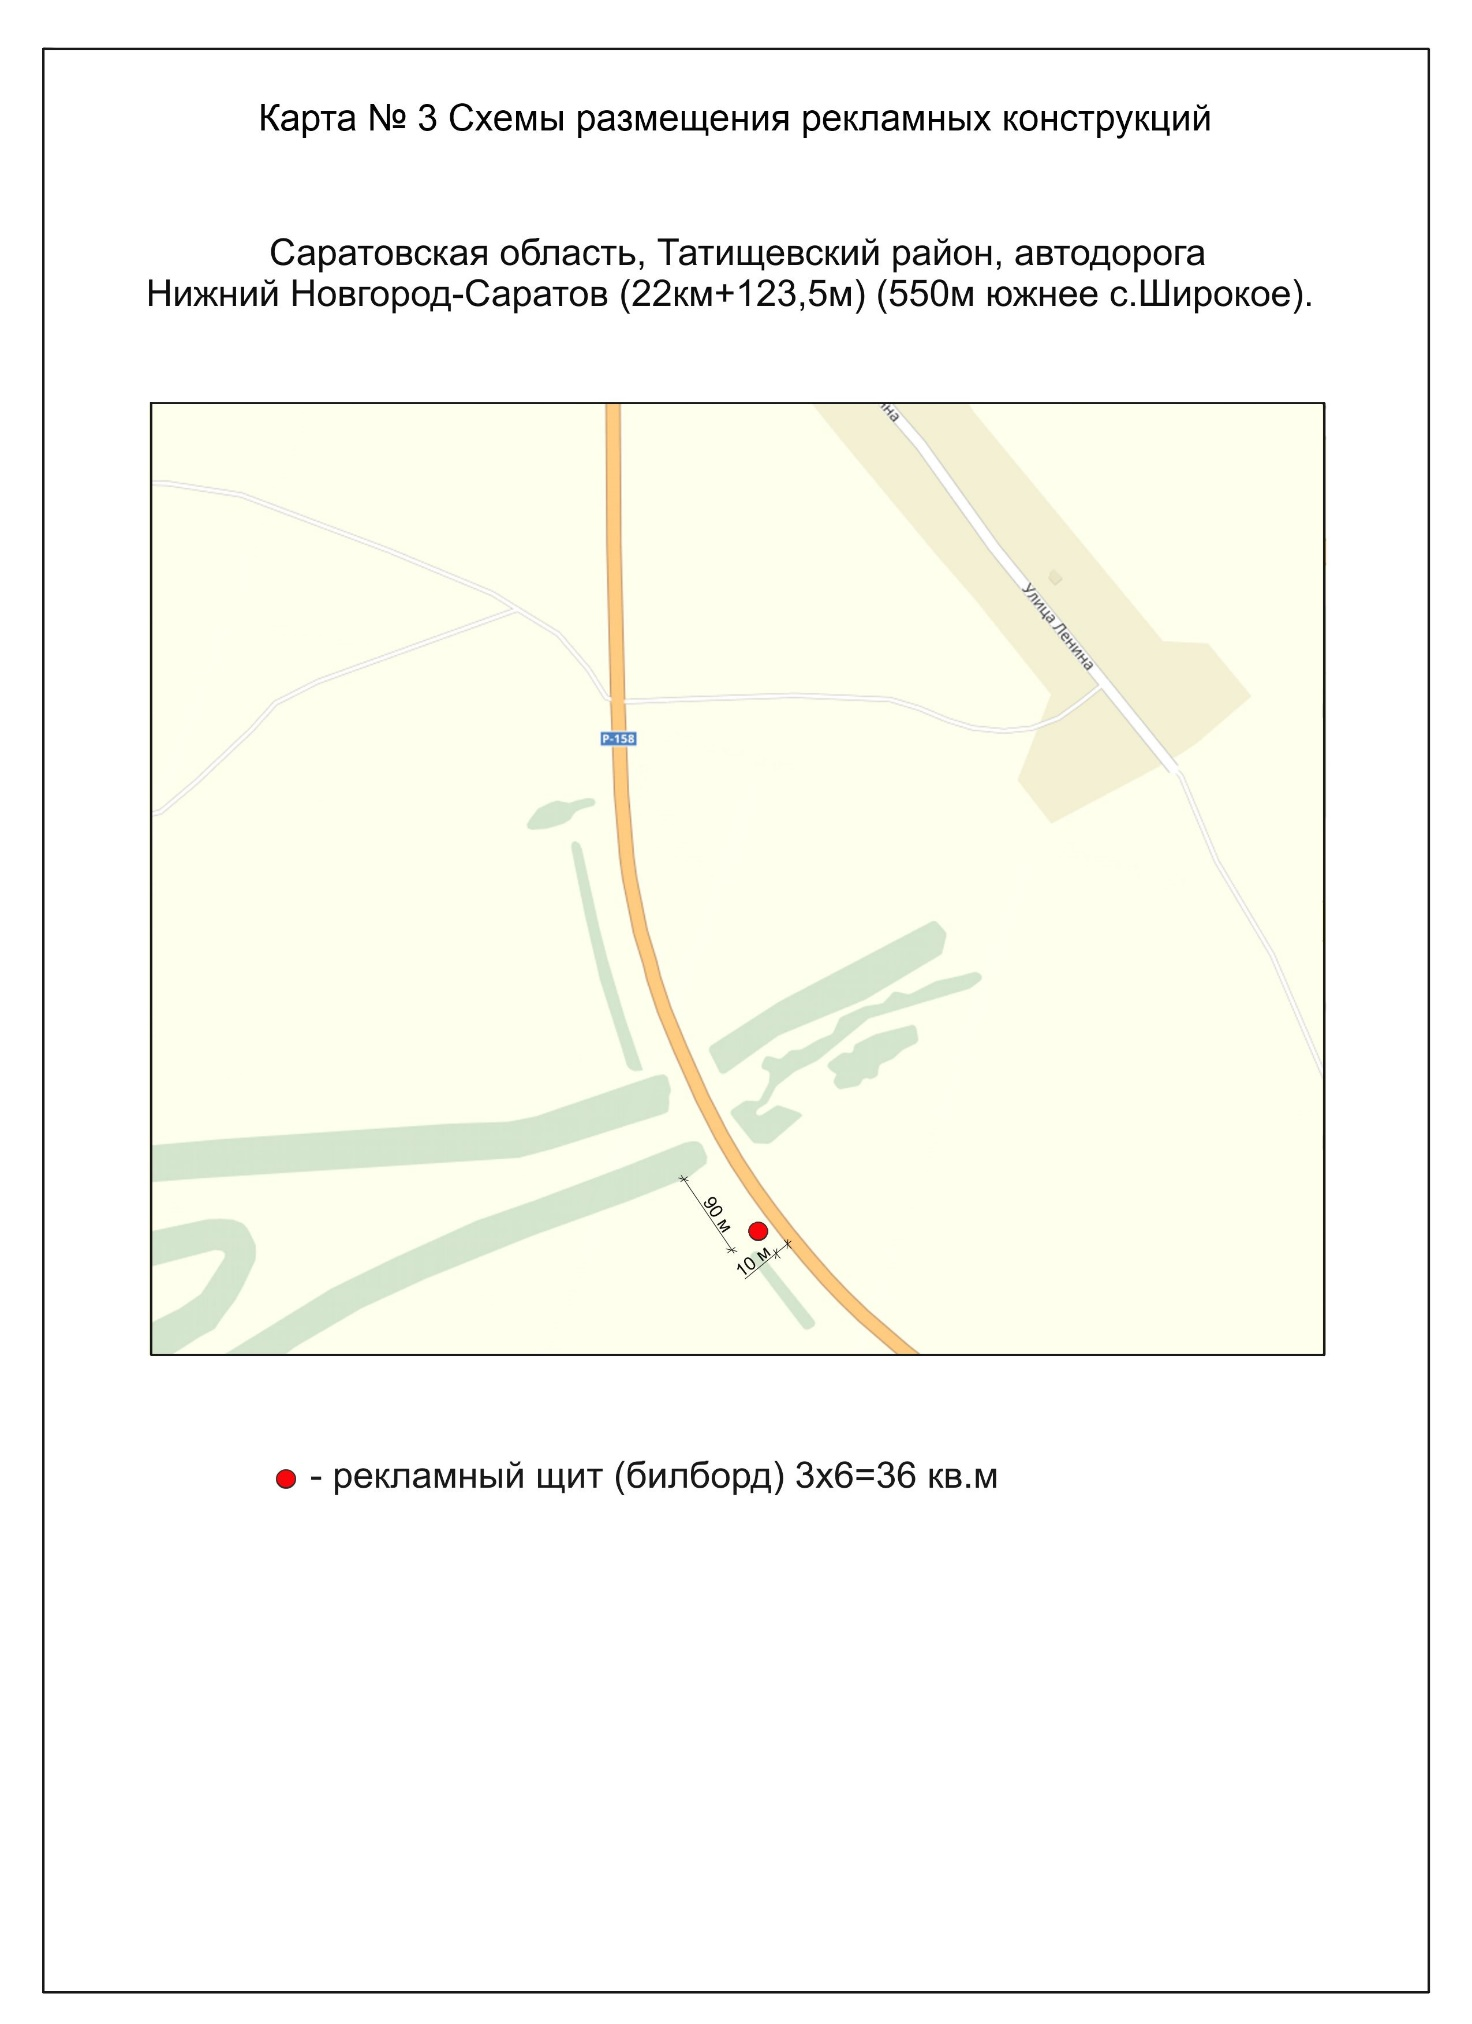 Карта № 3 Схемы размещения рекламных конструкций
Саратовская область, Татищевский район, автодорога
Нижний Новгород-Саратов (22км+123,5м) (550м южнее с.Широкое).
на
Улица Ленина
Р-158
90 м
10 м
- рекламный щит (билборд) 3х6=36 кв.м